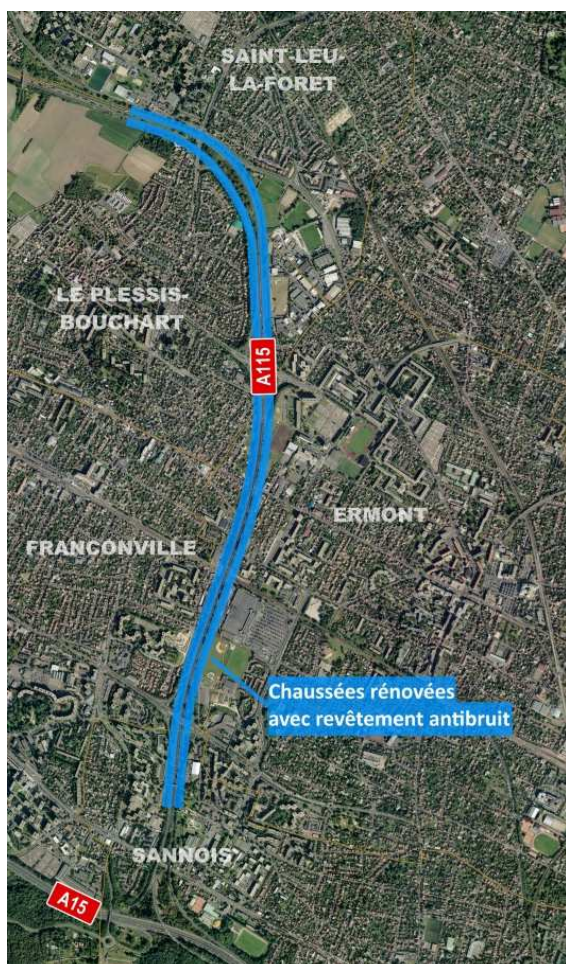 SAINT-LEU-
LA-FORET
LE PLESSIS-
BOUCHART
A115
ERMONT
FRANCONVILLE
Chaussées rénovées
avec revêtement antibruit
SANNOIS
A15